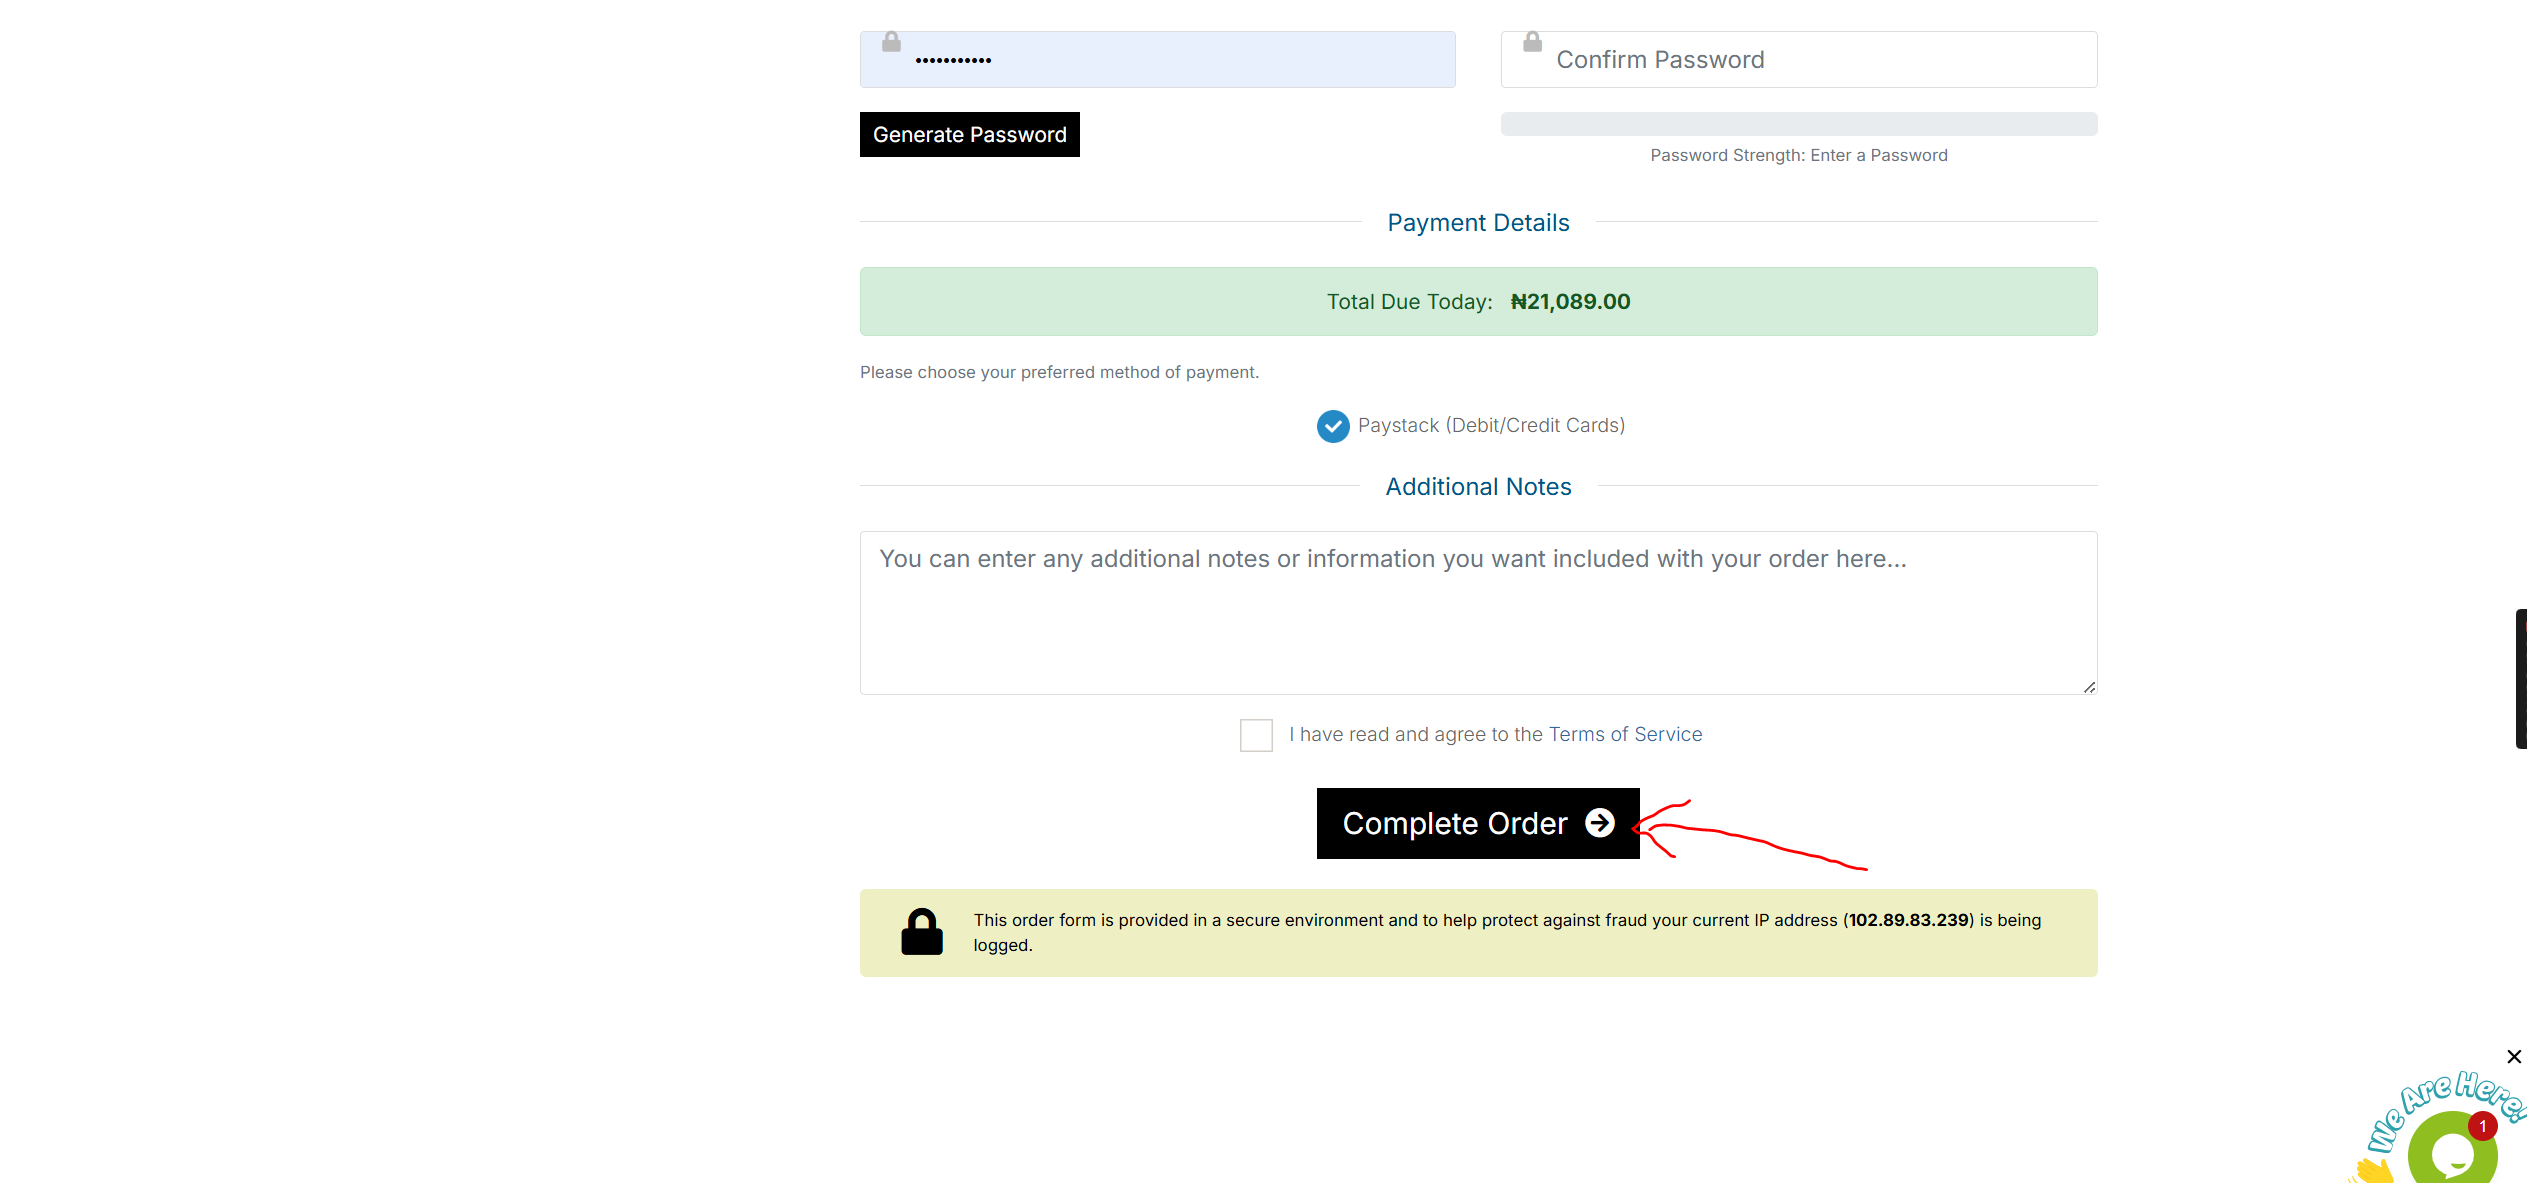 •••••••••••
Confirm Password
Generate Password
Password Strength: Enter a Password
Payment Details
Total Due Today: ₦21,089.00
Please choose your preferred method of payment.
Paystack (Debit/Credit Cards)
Additional Notes
You can enter any additional notes or information you want included with your order here...
I have read and agree to the Terms of Service
Complete Order
This order form is provided in a secure environment and to help protect against fraud your current IP address (102.89.83.239) is being
logged.
We Are Here!
1